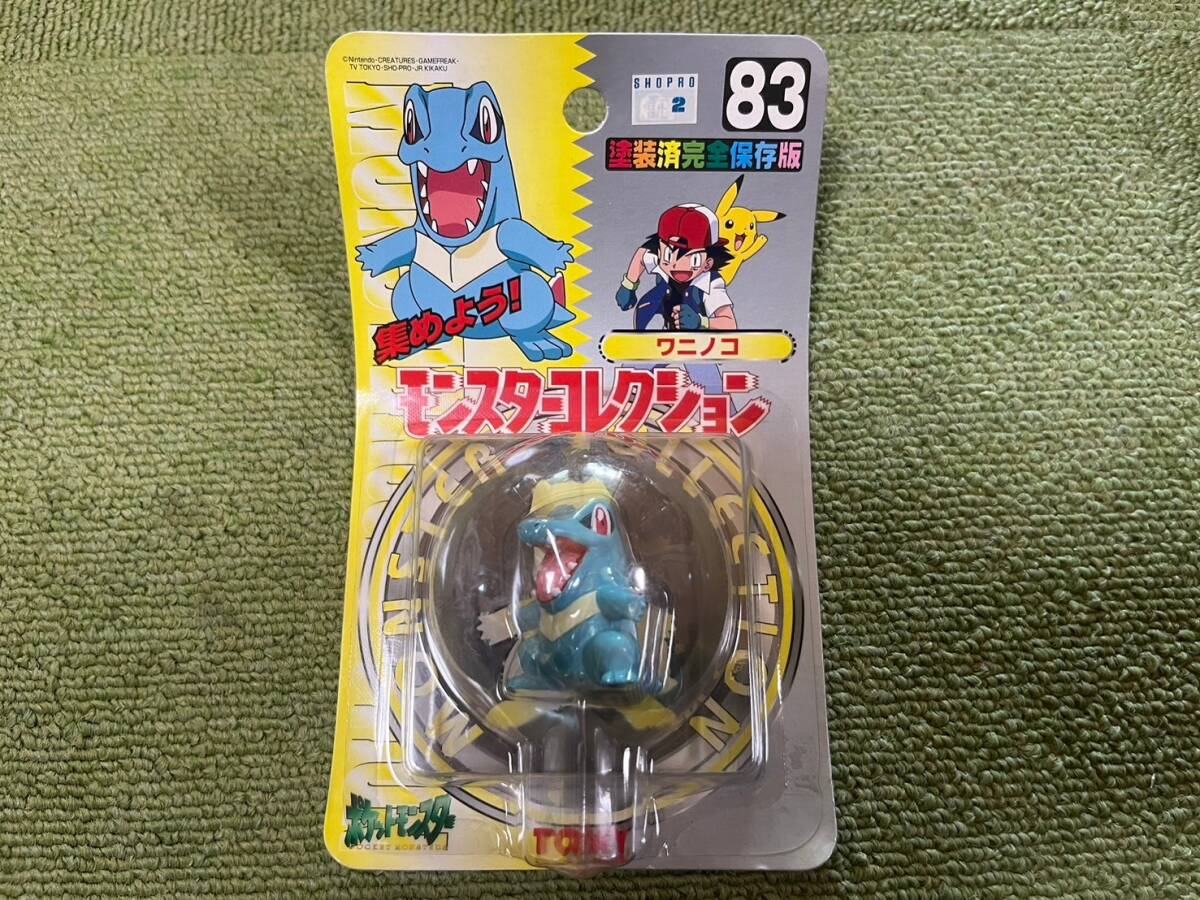 ©Nintendo・CREATURES・GAMEFREAK・
TV TOKYO・SHO-PRO・JR KIKAKU
SHOPRO
2
83
塗装済完全保存版
集めよう!
ワニノコ
モンスターコレクション
MONSTER COLLECTION
ポケットモンスター
POCKET MONSTERS
TOMY